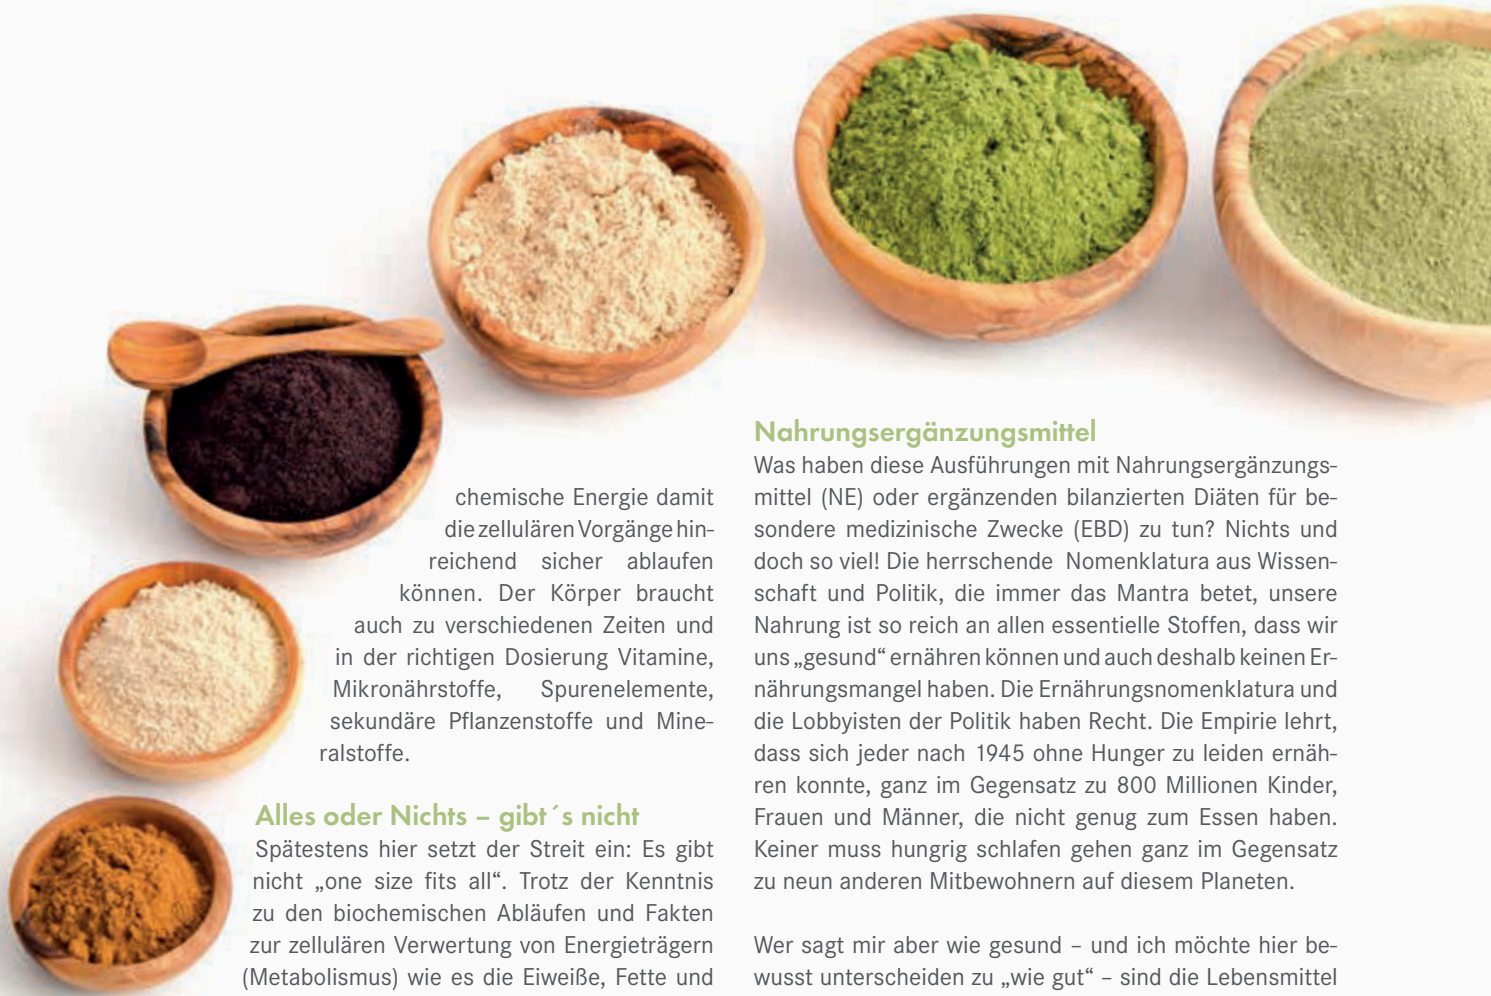 chemische Energie damit
die zellulären Vorgänge hin-
reichend sicher ablaufen
können. Der Körper braucht
auch zu verschiedenen Zeiten und
in der richtigen Dosierung Vitamine,
Mikronährstoffe, Spurenelemente,
sekundäre Pflanzenstoffe und Mine-
ralstoffe.
Alles oder Nichts – gibt´s nicht
Spätestens hier setzt der Streit ein: Es gibt
nicht „one size fits all“. Trotz der Kenntnis
zu den biochemischen Abläufen und Fakten
zur zellulären Verwertung von Energieträgern
(Metabolismus) wie es die Eiweiße, Fette und
Nahrungsergänzungsmittel
Was haben diese Ausführungen mit Nahrungsergänzungs-
mittel (NE) oder ergänzenden bilanzierten Diäten für be-
sondere medizinische Zwecke (EBD) zu tun? Nichts und
doch so viel! Die herrschende Nomenklatura aus Wissen-
schaft und Politik, die immer das Mantra betet, unsere
Nahrung ist so reich an allen essentielle Stoffen, dass wir
uns „gesund“ ernähren können und auch deshalb keinen Er-
nährungsmangel haben. Die Ernährungsnomenklatura und
die Lobbyisten der Politik haben Recht. Die Empirie lehrt,
dass sich jeder nach 1945 ohne Hunger zu leiden ernäh-
ren konnte, ganz im Gegensatz zu 800 Millionen Kinder,
Frauen und Männer, die nicht genug zum Essen haben.
Keiner muss hungrig schlafen gehen ganz im Gegensatz
zu neun anderen Mitbewohnern auf diesem Planeten.
Wer sagt mir aber wie gesund – und ich möchte hier be-
wusst unterscheiden zu „wie gut“ – sind die Lebensmittel